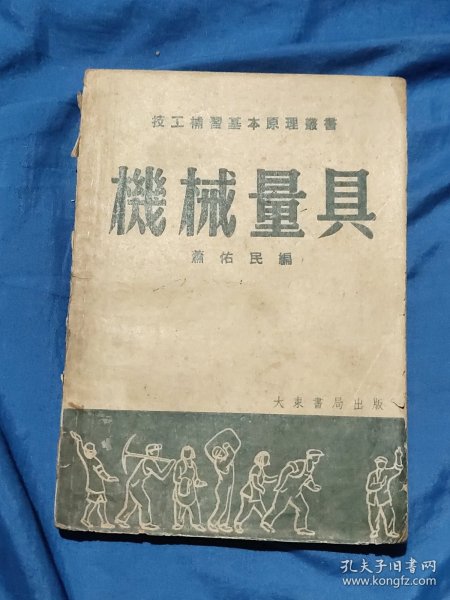 技工補習基本原理叢書
機械量具
蕭佑民編
大東書局出版
孔夫子旧书网
www.kongfz.com